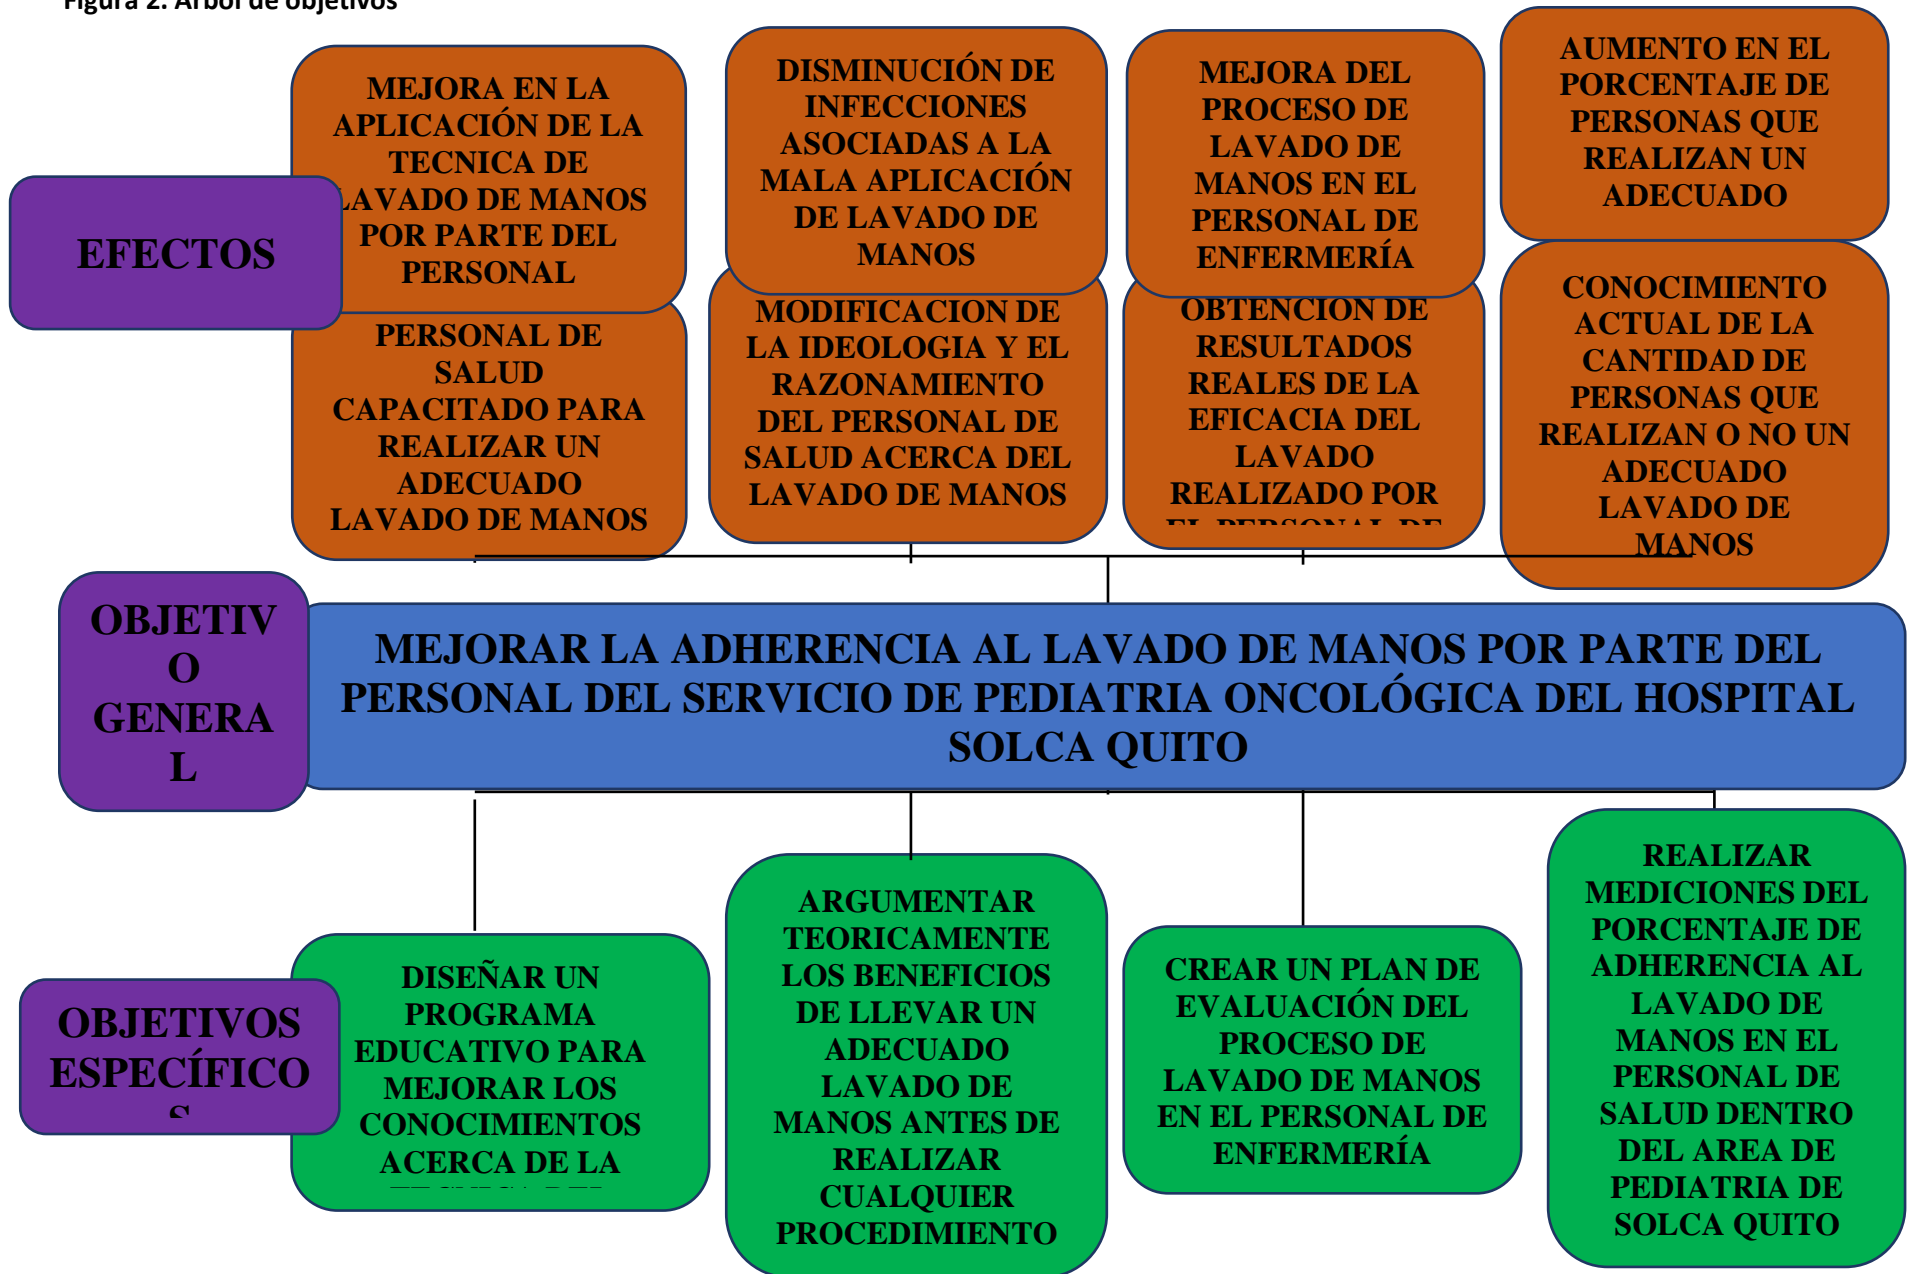 Figura 2. Árbol de objetivos
MEJORA EN LA
APLICACIÓN DE LA
TECNICA DE
LAVADO DE MANOS
POR PARTE DEL
PERSONAL
DISMINUCIÓN DE
INFECCIONES
ASOCIADAS A LA
MALA APLICACIÓN
DE LAVADO DE
MANOS
MEJORA DEL
PROCESO DE
LAVADO DE
MANOS EN EL
PERSONAL DE
ENFERMERÍA
AUMENTO EN EL
PORCENTAJE DE
PERSONAS QUE
REALIZAN UN
ADECUADO
EFECTOS
PERSONAL DE
SALUD
CAPACITADO PARA
REALIZAR UN
ADECUADO
LAVADO DE MANOS
MODIFICACION DE
LA IDEOLOGIA Y EL
RAZONAMIENTO
DEL PERSONAL DE
SALUD ACERCA DEL
LAVADO DE MANOS
OBTENCION DE
RESULTADOS
REALES DE LA
EFICACIA DEL
LAVADO
REALIZADO POR
EL PERSONAL DE
CONOCIMIENTO
ACTUAL DE LA
CANTIDAD DE
PERSONAS QUE
REALIZAN O NO UN
ADECUADO
LAVADO DE
MANOS
OBJETIV
O
GENERA
L
MEJORAR LA ADHERENCIA AL LAVADO DE MANOS POR PARTE DEL
PERSONAL DEL SERVICIO DE PEDIATRIA ONCOLÓGICA DEL HOSPITAL
SOLCA QUITO
OBJETIVOS
ESPECÍFICO
S
DISEÑAR UN
PROGRAMA
EDUCATIVO PARA
MEJORAR LOS
CONOCIMIENTOS
ACERCA DE LA
TECNICA DEL
ARGUMENTAR
TEORICAMENTE
LOS BENEFICIOS
DE LLEVAR UN
ADECUADO
LAVADO DE
MANOS ANTES DE
REALIZAR
CUALQUIER
PROCEDIMIENTO
CREAR UN PLAN DE
EVALUACIÓN DEL
PROCESO DE
LAVADO DE MANOS
EN EL PERSONAL DE
ENFERMERÍA
REALIZAR
MEDICIONES DEL
PORCENTAJE DE
ADHERENCIA AL
LAVADO DE
MANOS EN EL
PERSONAL DE
SALUD DENTRO
DEL AREA DE
PEDIATRIA DE
SOLCA QUITO